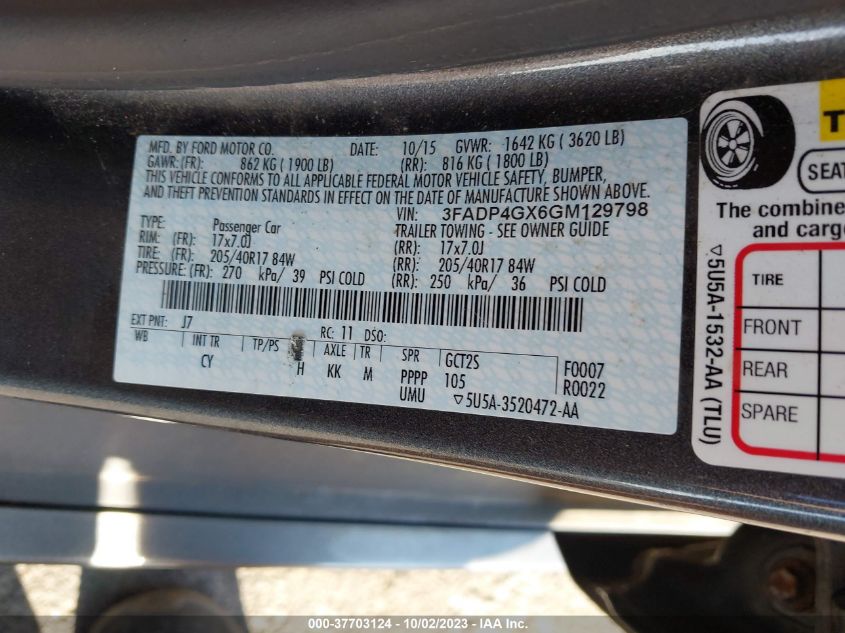 MFD. BY FORD MOTOR CO. DATE: 10/15 GVWR: 1642 KG ( 3620 LB)
GAWR: (FR): 862 KG ( 1900 LB) (RR): 816 KG ( 1800 LB)
THIS VEHICLE CONFORMS TO ALL APPLICABLE FEDERAL MOTOR VEHICLE SAFETY, BUMPER,
AND THEFT PREVENTION STANDARDS IN EFFECT ON THE DATE OF MANUFACTURE SHOWN ABOVE.
VIN: 3FADP4GX6GM129798
TYPE: Passenger Car TRAILER TOWING - SEE OWNER GUIDE
RIM: (FR): 17x7.0J (RR): 17x7.0J
TIRE: (FR): 205/40R17 84W (RR): 205/40R17 84W
PRESSURE: (FR): 270 kPa/ 39 PSI COLD (RR): 250 kPa/ 36 PSI COLD
EXT PNT: J7 RC: 11 DSO:
WB INT TR TP/PS AXLE TR SPR GCT2S F0007
CY H KK M PPPP 105 R0022
UMU ▽5U5A-3520472-AA
SEAT
The combine
and cargo
TIRE
FRONT
REAR
SPARE
▽5U5A-1532-AA (TLU)
000-37703124 | 10/02/2023 | IAA Inc.